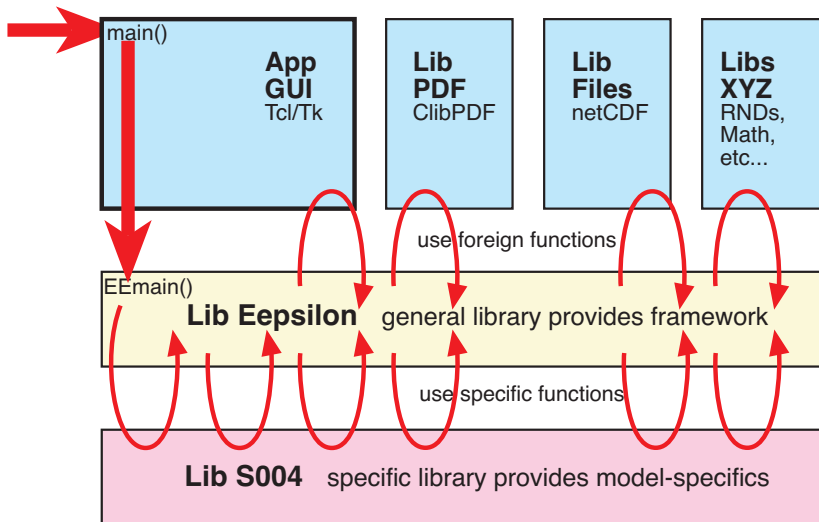 main()
App
GUI
Tcl/Tk
Lib
PDF
ClibPDF
Lib
Files
netCDF
Libs
XYZ
RNDs,
Math,
etc...
use foreign functions
EEmain()
Lib Eepsilon general library provides framework
use specific functions
Lib S004 specific library provides model-specifics